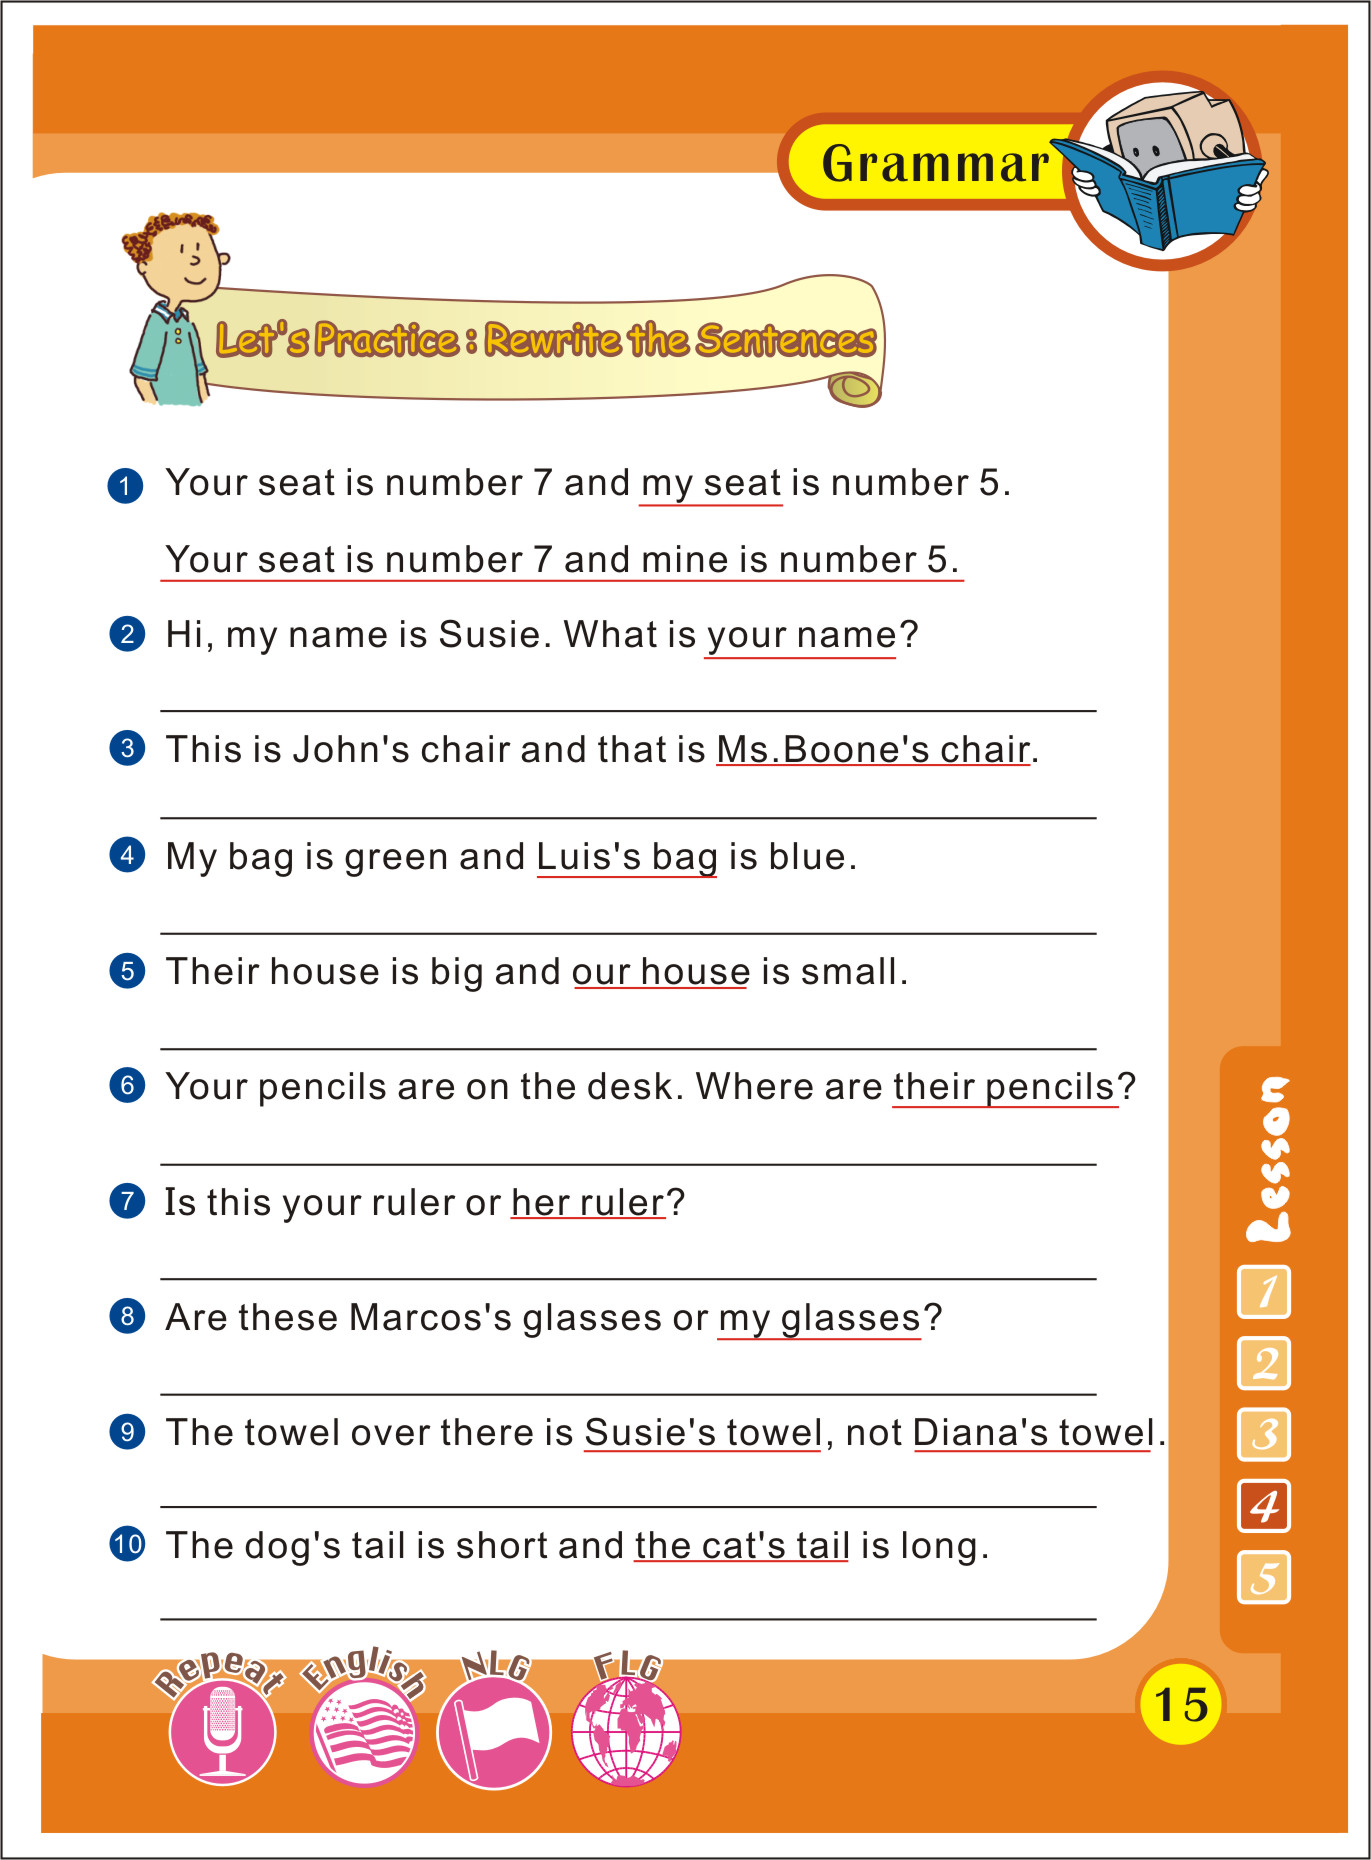 Grammar
Let's Practice : Rewrite the Sentences
1 Your seat is number 7 and my seat is number 5.
Your seat is number 7 and mine is number 5.
2 Hi, my name is Susie. What is your name?
3 This is John's chair and that is Ms.Boone's chair.
4 My bag is green and Luis's bag is blue.
5 Their house is big and our house is small.
6 Your pencils are on the desk. Where are their pencils?
7 Is this your ruler or her ruler?
8 Are these Marcos's glasses or my glasses?
9 The towel over there is Susie's towel, not Diana's towel.
10 The dog's tail is short and the cat's tail is long.
Lesson
1
2
3
4
5
Repeat English NLG FLG
15